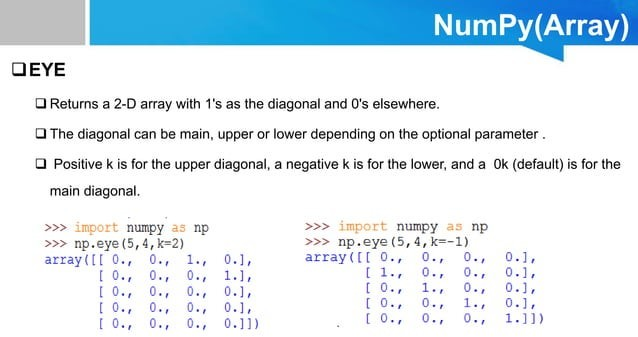 NumPy(Array)
EYE
Returns a 2-D array with 1's as the diagonal and 0's elsewhere.
The diagonal can be main, upper or lower depending on the optional parameter .
Positive k is for the upper diagonal, a negative k is for the lower, and a 0k (default) is for the
main diagonal.
>>> import numpy as np
>>> np.eye(5,4,k=2)
array([[ 0., 0., 1., 0.],
[ 0., 0., 0., 1.],
[ 0., 0., 0., 0.],
[ 0., 0., 0., 0.],
[ 0., 0., 0., 0.]])
>>> import numpy as np
>>> np.eye(5,4,k=-1)
array([[ 0., 0., 0., 0.],
[ 1., 0., 0., 0.],
[ 0., 1., 0., 0.],
[ 0., 0., 1., 0.],
[ 0., 0., 0., 1.]])